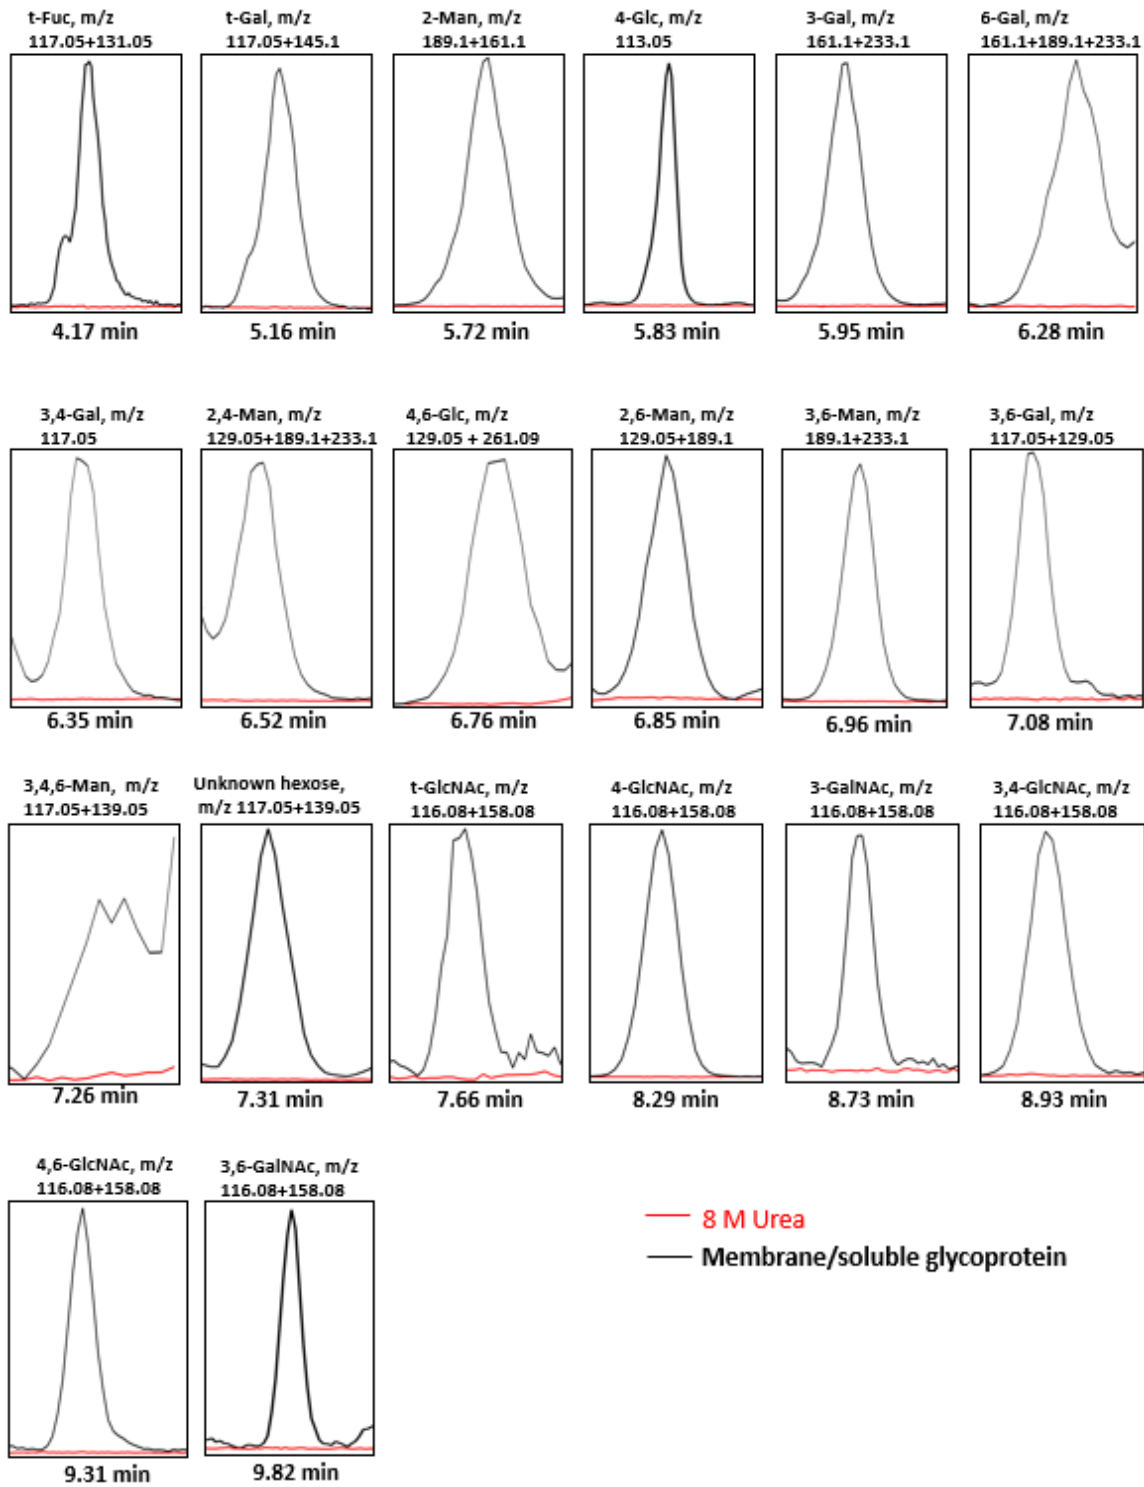 t-Fuc, m/z
117.05+131.05
t-Gal, m/z
117.05+145.1
2-Man, m/z
189.1+161.1
4-Glc, m/z
113.05
3-Gal, m/z
161.1+233.1
6-Gal, m/z
161.1+189.1+233.1
4.17 min
5.16 min
5.72 min
5.83 min
5.95 min
6.28 min
3,4-Gal, m/z
117.05
2,4-Man, m/z
129.05+189.1+233.1
4,6-Glc, m/z
129.05 + 261.09
2,6-Man, m/z
129.05+189.1
3,6-Man, m/z
189.1+233.1
3,6-Gal, m/z
117.05+129.05
6.35 min
6.52 min
6.76 min
6.85 min
6.96 min
7.08 min
3,4,6-Man, m/z
117.05+139.05
Unknown hexose,
m/z 117.05+139.05
t-GlcNAc, m/z
116.08+158.08
4-GlcNAc, m/z
116.08+158.08
3-GalNAc, m/z
116.08+158.08
3,4-GlcNAc, m/z
116.08+158.08
7.26 min
7.31 min
7.66 min
8.29 min
8.73 min
8.93 min
4,6-GlcNAc, m/z
116.08+158.08
3,6-GalNAc, m/z
116.08+158.08
9.31 min
9.82 min
8 M Urea
Membrane/soluble glycoprotein